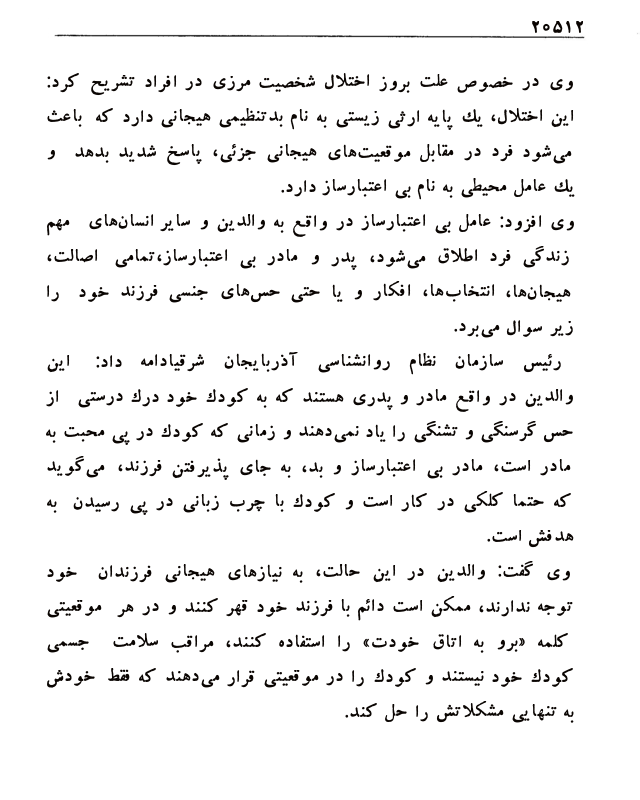 ۲۰۵۱۲
وی در خصوص علت بروز اختلال شخصیت مرزی در افراد تشریح کرد:
این اختلال، یك پایه ارثی زیستی به نام بدتنظیمی هیجانی دارد که باعث
می‌شود فرد در مقابل موقعیت‌های هیجانی جزئی، پاسخ شدید بدهد و
یك عامل محیطی به نام بی اعتبارساز دارد.
وی افزود: عامل بی اعتبارساز در واقع به والدین و سایر انسان‌های مهم
زندگی فرد اطلاق می‌شود، پدر و مادر بی اعتبارساز،تمامی اصالت،
هیجان‌ها، انتخاب‌ها، افکار و یا حتی حس‌های جنسی فرزند خود را
زیر سوال می‌برد.
رئیس سازمان نظام روانشناسی آذربایجان شرقیادامه داد: این
والدین در واقع مادر و پدری هستند که به کودك خود درك درستی از
حس گرسنگی و تشنگی را یاد نمی‌دهند و زمانی که کودك در پی محبت به
مادر است، مادر بی اعتبارساز و بد، به جای پذیرفتن فرزند، می‌گوید
که حتما کلکی در کار است و کودك با چرب زبانی در پی رسیدن به
هدفش است.
وی گفت: والدین در این حالت، به نیازهای هیجانی فرزندان خود
توجه ندارند، ممکن است دائم با فرزند خود قهر کنند و در هر موقعیتی
کلمه «برو به اتاق خودت» را استفاده کنند، مراقب سلامت جسمی
کودك خود نیستند و کودك را در موقعیتی قرار می‌دهند که فقط خودش
به تنهایی مشکلاتش را حل کند.